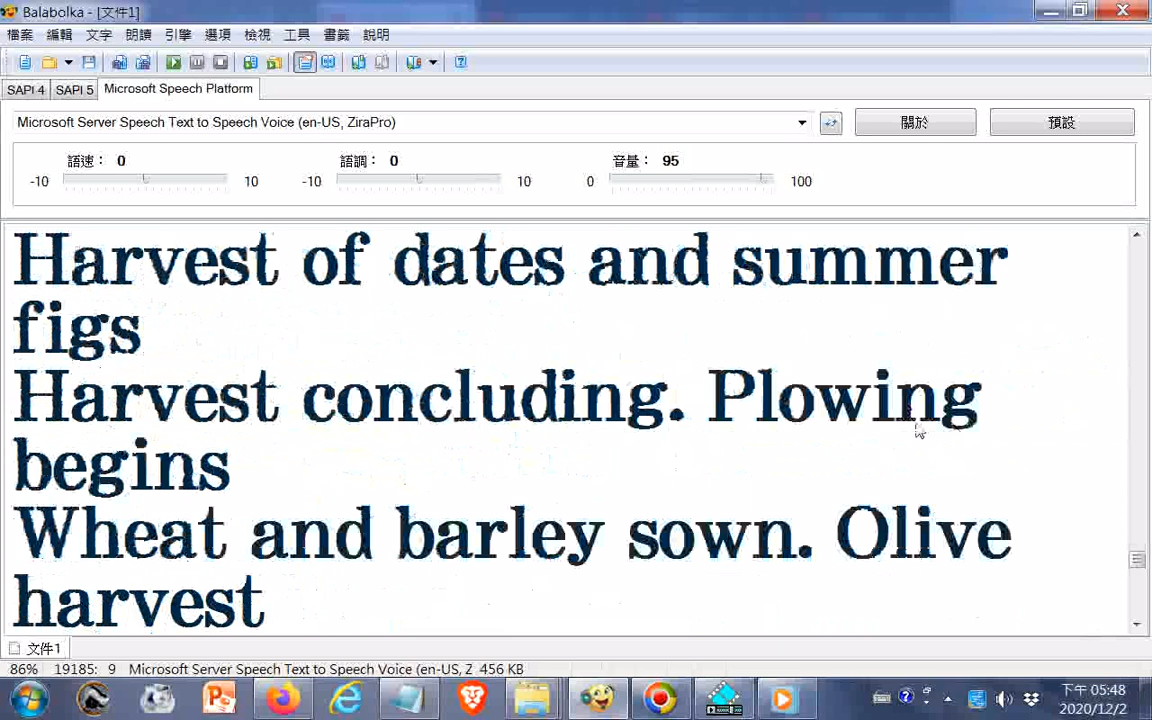 Balabolka - [文件1]
檔案 編輯 文字 朗讀 引擎 選項 檢視 工具 書籤 說明
SAPI 4 SAPI 5 Microsoft Speech Platform
Microsoft Server Speech Text to Speech Voice (en-US, ZiraPro) 關於 預設
語速： 0 語調： 0 音量： 95
-10 10 -10 10 0 100
Harvest of dates and summer
figs
Harvest concluding. Plowing
begins
Wheat and barley sown. Olive
harvest
文件1
86% 19185: 9 Microsoft Server Speech Text to Speech Voice (en-US, Z 456 KB
下午 05:48
2020/12/2